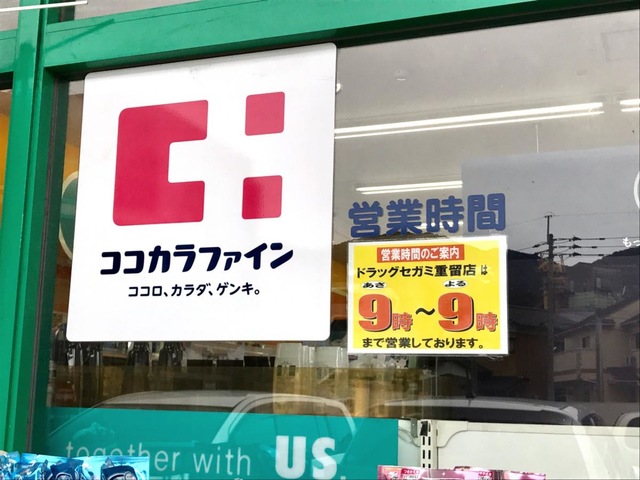 ココカラファイン
ココロ、カラダ、ゲンキ。
営業時間
営業時間のご案内
ドラッグセガミ重留店は
あさ よる
9時～9時
まで営業しております。
together with US.